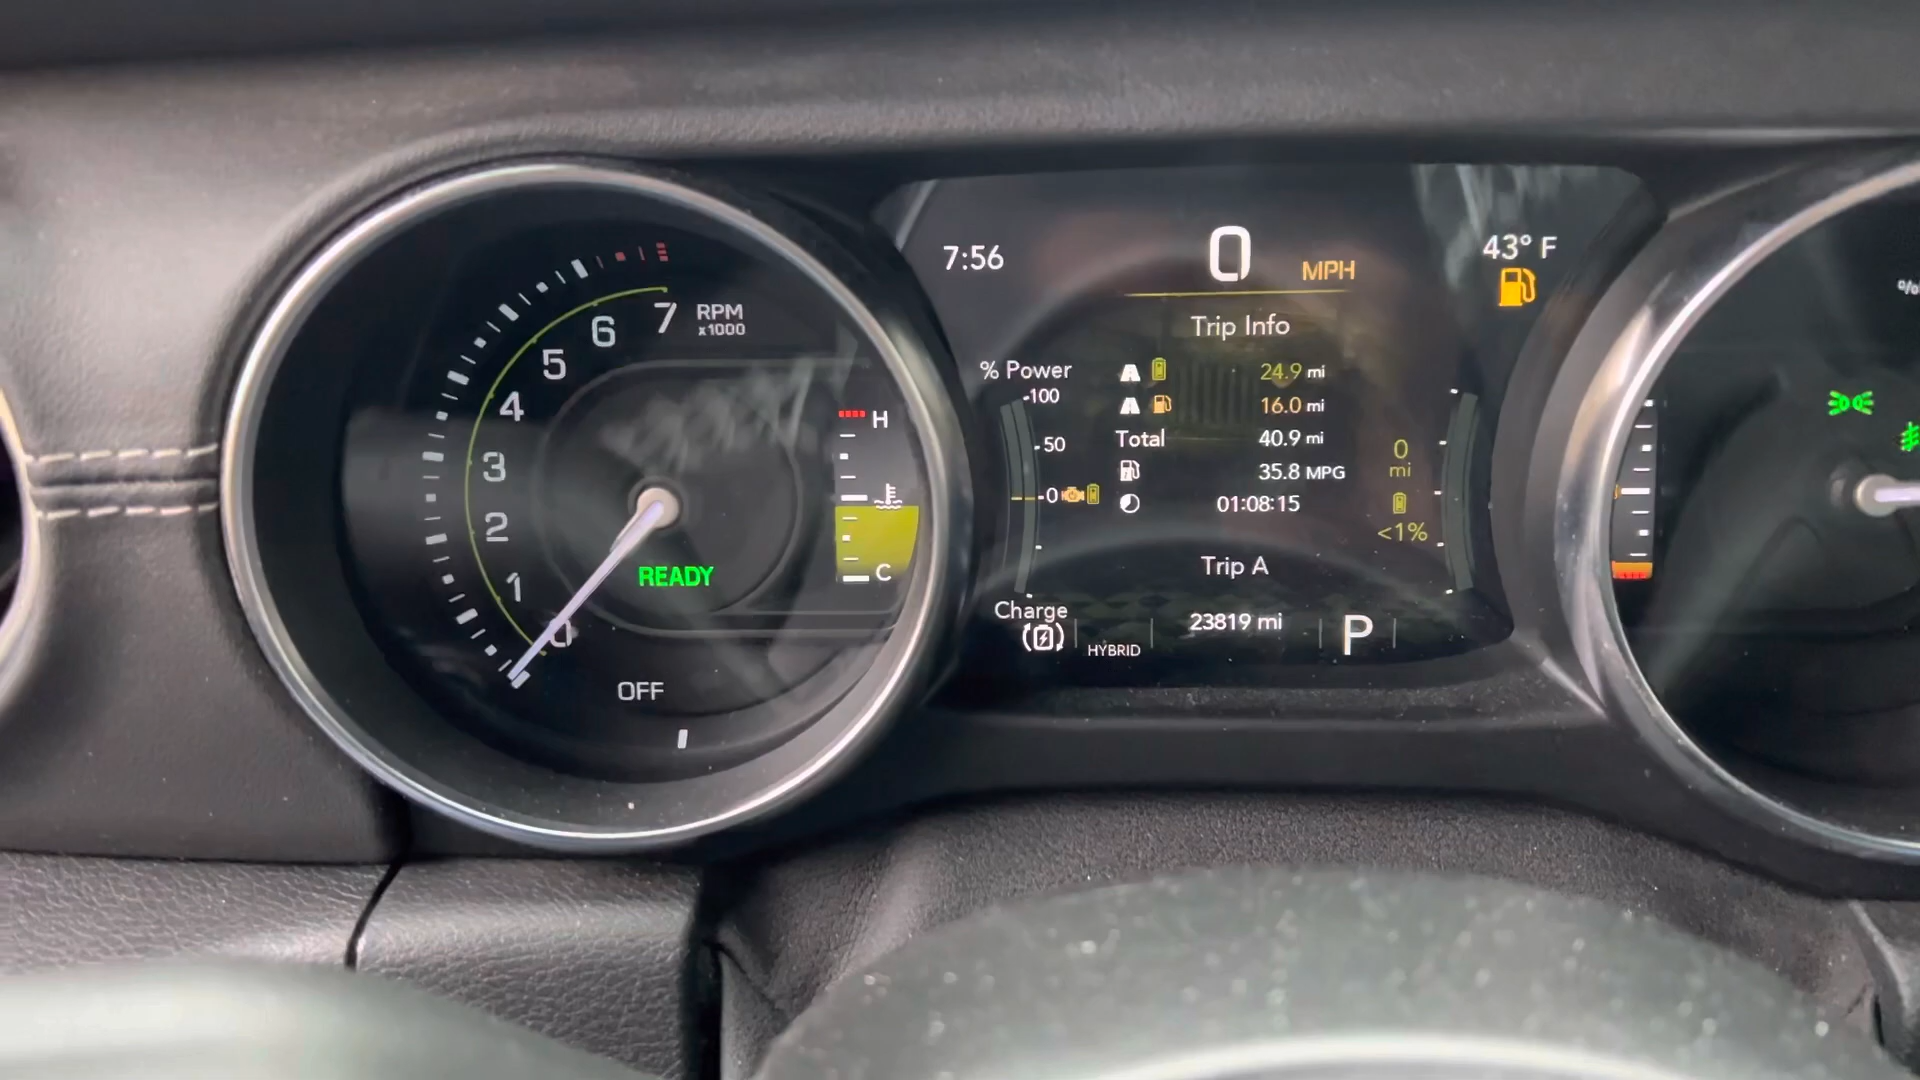 7
RPM
x1000
6
5
4
3
2
1
0
H
C
READY
OFF
7:56
0 MPH
43° F
Trip Info
% Power
-100
-50
-0
24.9 mi
16.0 mi
Total 40.9 mi
35.8 MPG
01:08:15
0
mi
<1%
Trip A
Charge
HYBRID
23819 mi
P